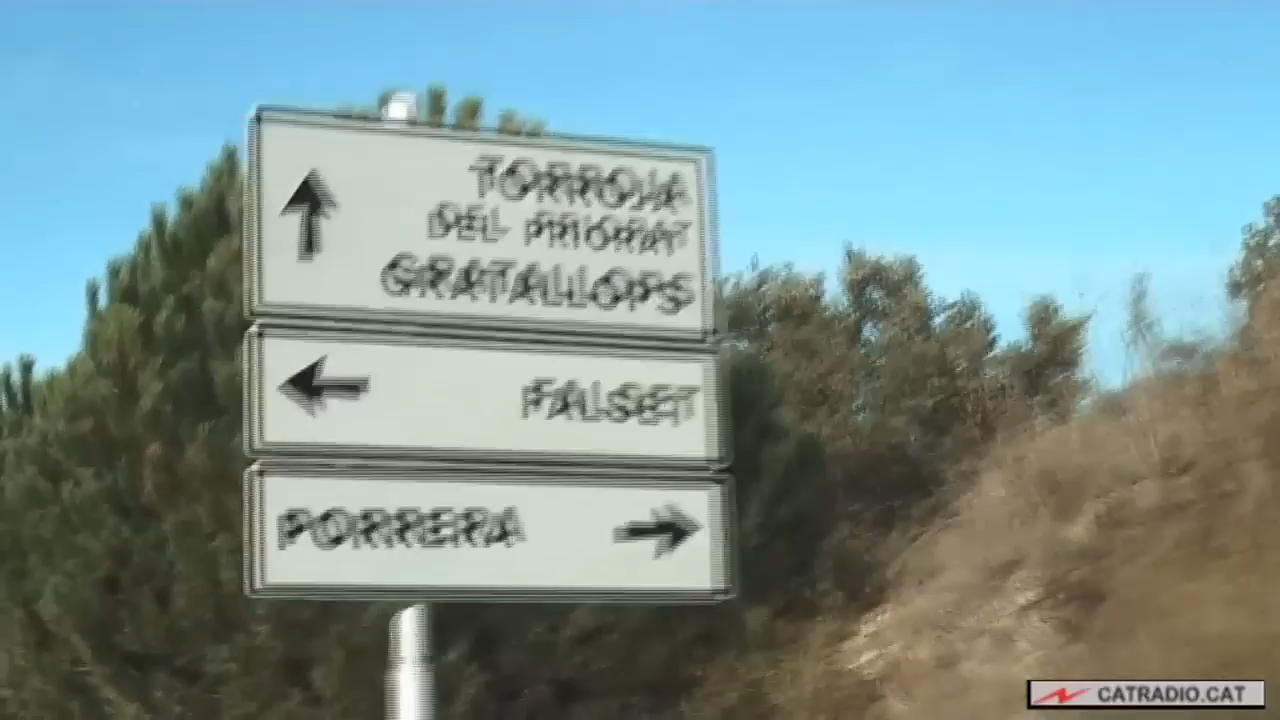 TORROJA
DEL PRIORAT
GRATALLOPS
FALSET
PORRERA
CATRADIO.CAT